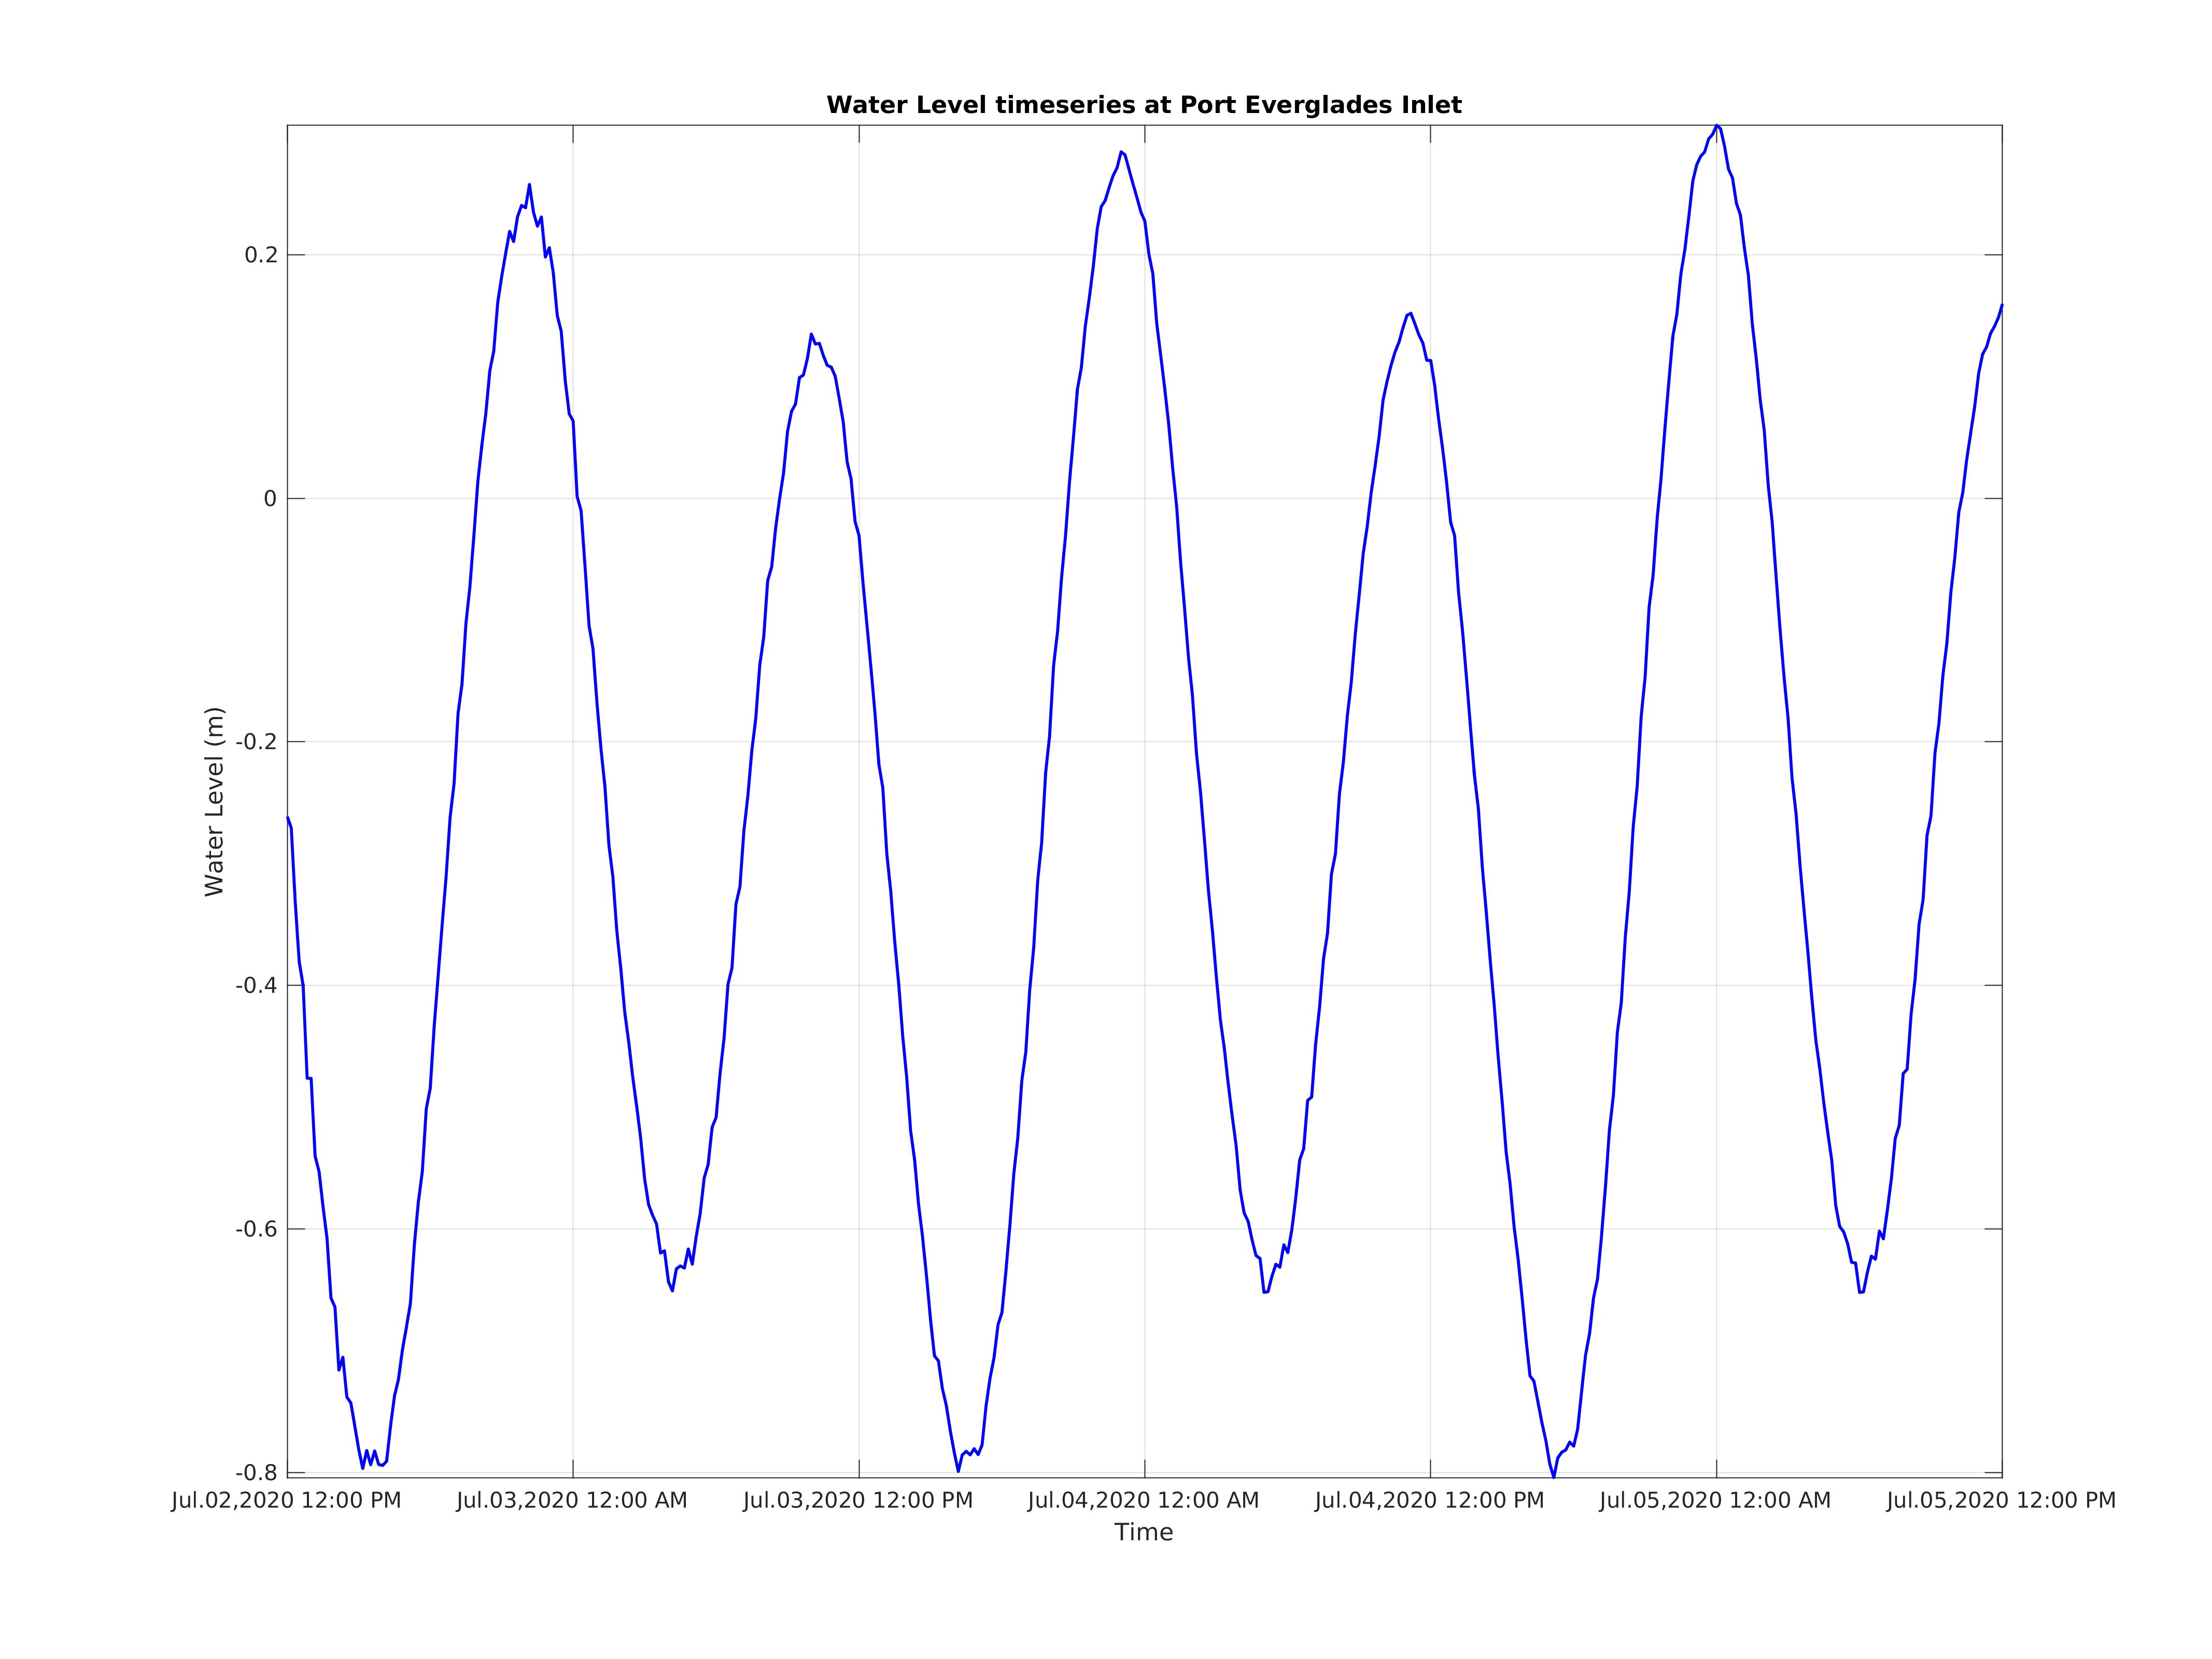 Water Level timeseries at Port Everglades Inlet
0.2
0
-0.2
-0.4
-0.6
-0.8
Water Level (m)
Jul.02,2020 12:00 PM
Jul.03,2020 12:00 AM
Jul.03,2020 12:00 PM
Jul.04,2020 12:00 AM
Jul.04,2020 12:00 PM
Jul.05,2020 12:00 AM
Jul.05,2020 12:00 PM
Time